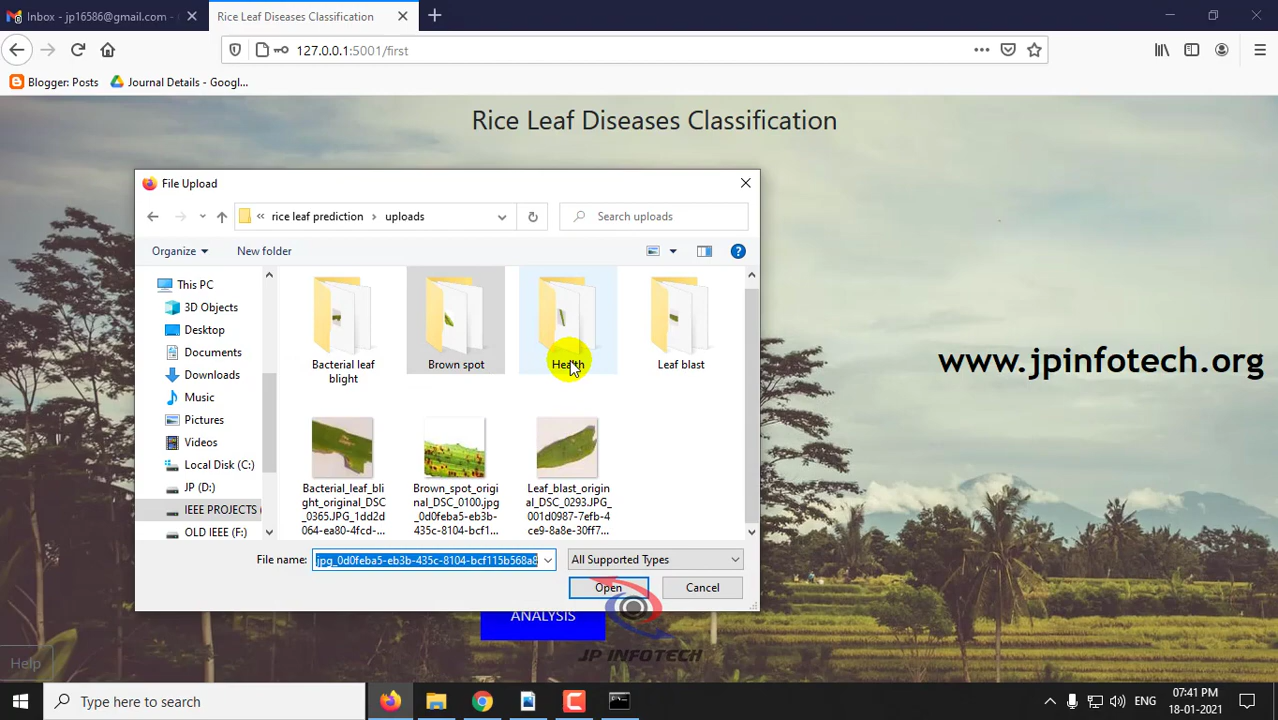 Inbox - jp16586@gmail.com -
Rice Leaf Diseases Classification
127.0.0.1:5001/first
Blogger: Posts
Journal Details - Googl...
Rice Leaf Diseases Classification
File Upload
« rice leaf prediction > uploads
Search uploads
Organize
New folder
This PC
3D Objects
Desktop
Documents
Downloads
Music
Pictures
Videos
Local Disk (C:)
JP (D:)
IEEE PROJECTS (
OLD IEEE (F:)
Bacterial leaf
blight
Brown spot
Health
Leaf blast
Bacterial_leaf_bli
ght_original_DSC
_0365.JPG_1dd2d
064-ea80-4fcd-...
Brown_spot_origi
nal_DSC_0100.jpg
_0d0feba5-eb3b-
435c-8104-bcf1...
Leaf_blast_origin
al_DSC_0293.JPG_
001d0987-7efb-4
ce9-8a8e-30ff7...
File name:
jpg_0d0feba5-eb3b-435c-8104-bcf115b568a8
All Supported Types
Open
Cancel
www.jpinfotech.org
ANALYSIS
JP INFOTECH
Help
Type here to search
ENG
07:41 PM
18-01-2021